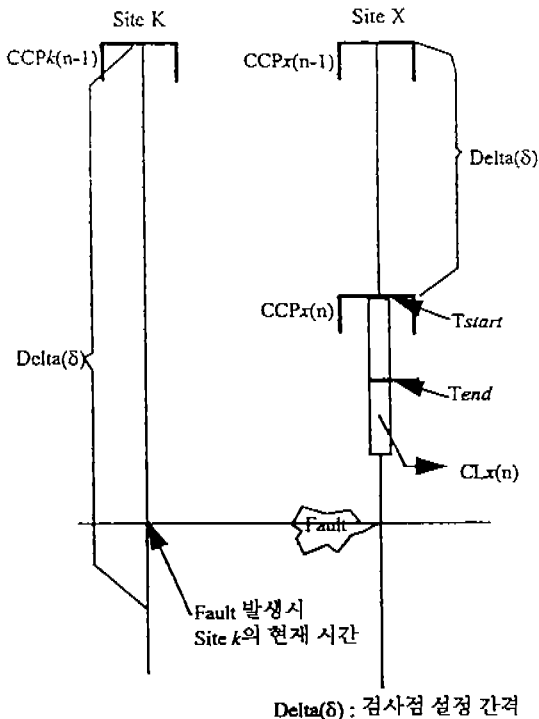 Site K
Site X
CCPk(n-1)
CCPx(n-1)
Delta(δ)
CCPx(n)
Tstart
Delta(δ)
Tend
CLx(n)
Fault
Fault 발생시
Site k의 현재 시간
Delta(δ) : 검사점 설정 간격